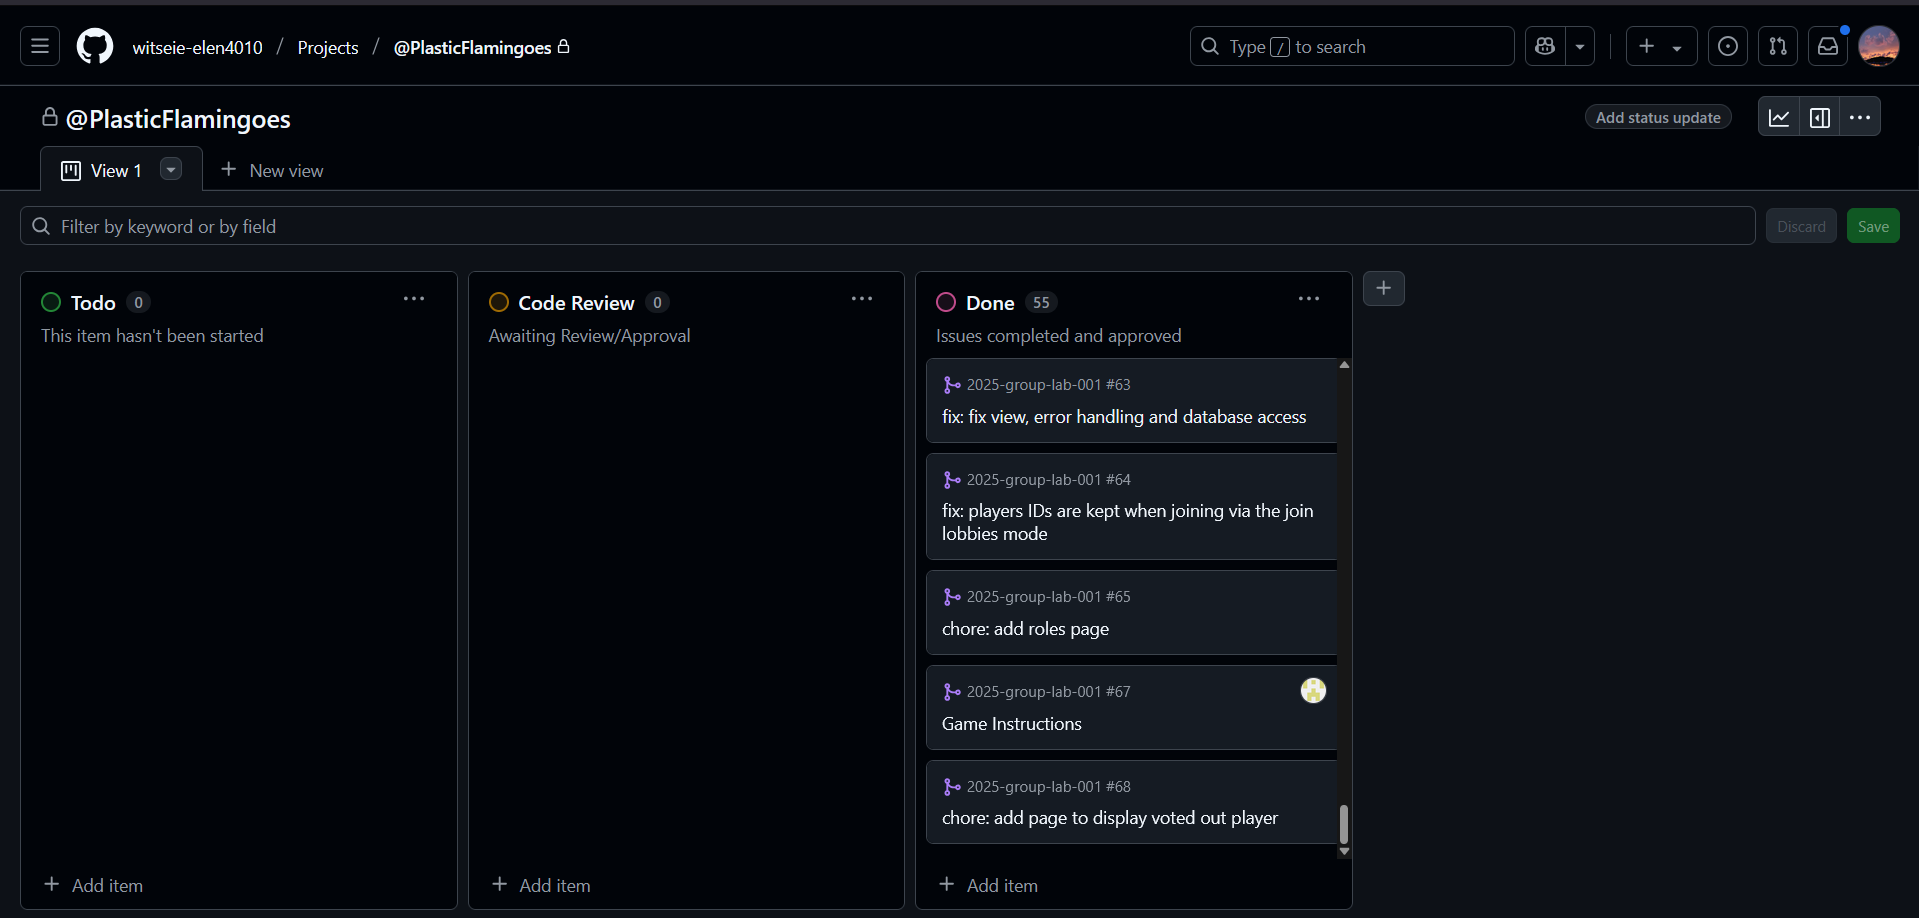 witseie-elen4010 / Projects / @PlasticFlamingoes
Type / to search
@PlasticFlamingoes
Add status update
View 1
New view
Filter by keyword or by field
Discard
Save
Todo 0
This item hasn't been started
Add item
Code Review 0
Awaiting Review/Approval
Add item
Done 55
Issues completed and approved
2025-group-lab-001 #63
fix: fix view, error handling and database access
2025-group-lab-001 #64
fix: players IDs are kept when joining via the join
lobbies mode
2025-group-lab-001 #65
chore: add roles page
2025-group-lab-001 #67
Game Instructions
2025-group-lab-001 #68
chore: add page to display voted out player
Add item